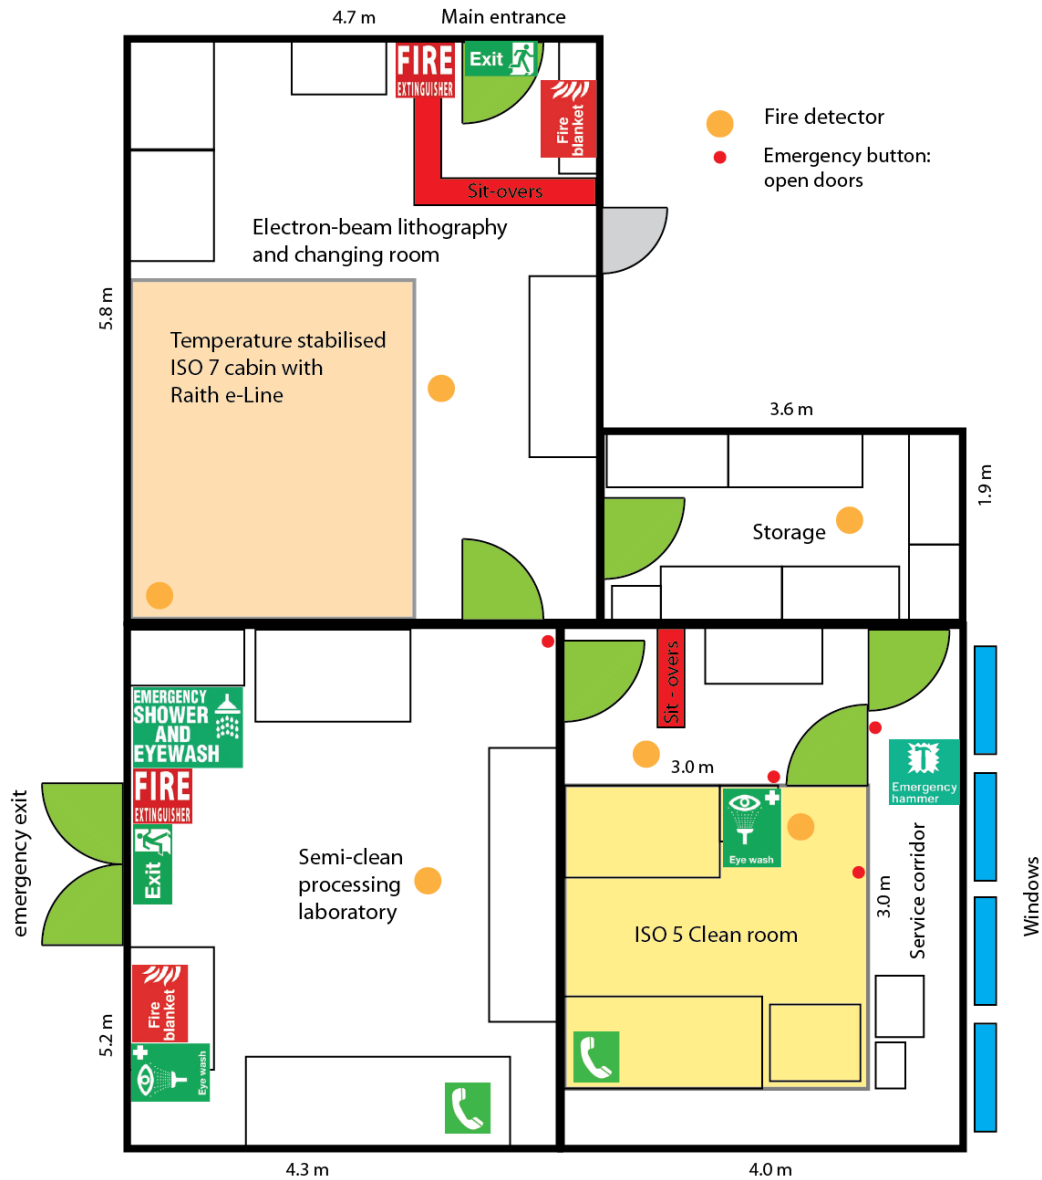 4.7 m
Main entrance
FIRE
EXTINGUISHER
Exit
Fire
blanket
Sit-overs
Fire detector
Emergency button:
open doors
Electron-beam lithography
and changing room
5.8 m
Temperature stabilised
ISO 7 cabin with
Raith e-Line
3.6 m
1.9 m
Storage
EMERGENCY
SHOWER
AND
EYEWASH
FIRE
EXTINGUISHER
Exit
emergency exit
Semi-clean
processing
laboratory
Fire
blanket
Eye wash
5.2 m
4.3 m
Sit - overs
3.0 m
Eye wash
Emergency
hammer
3.0 m
Service corridor
Windows
ISO 5 Clean room
4.0 m